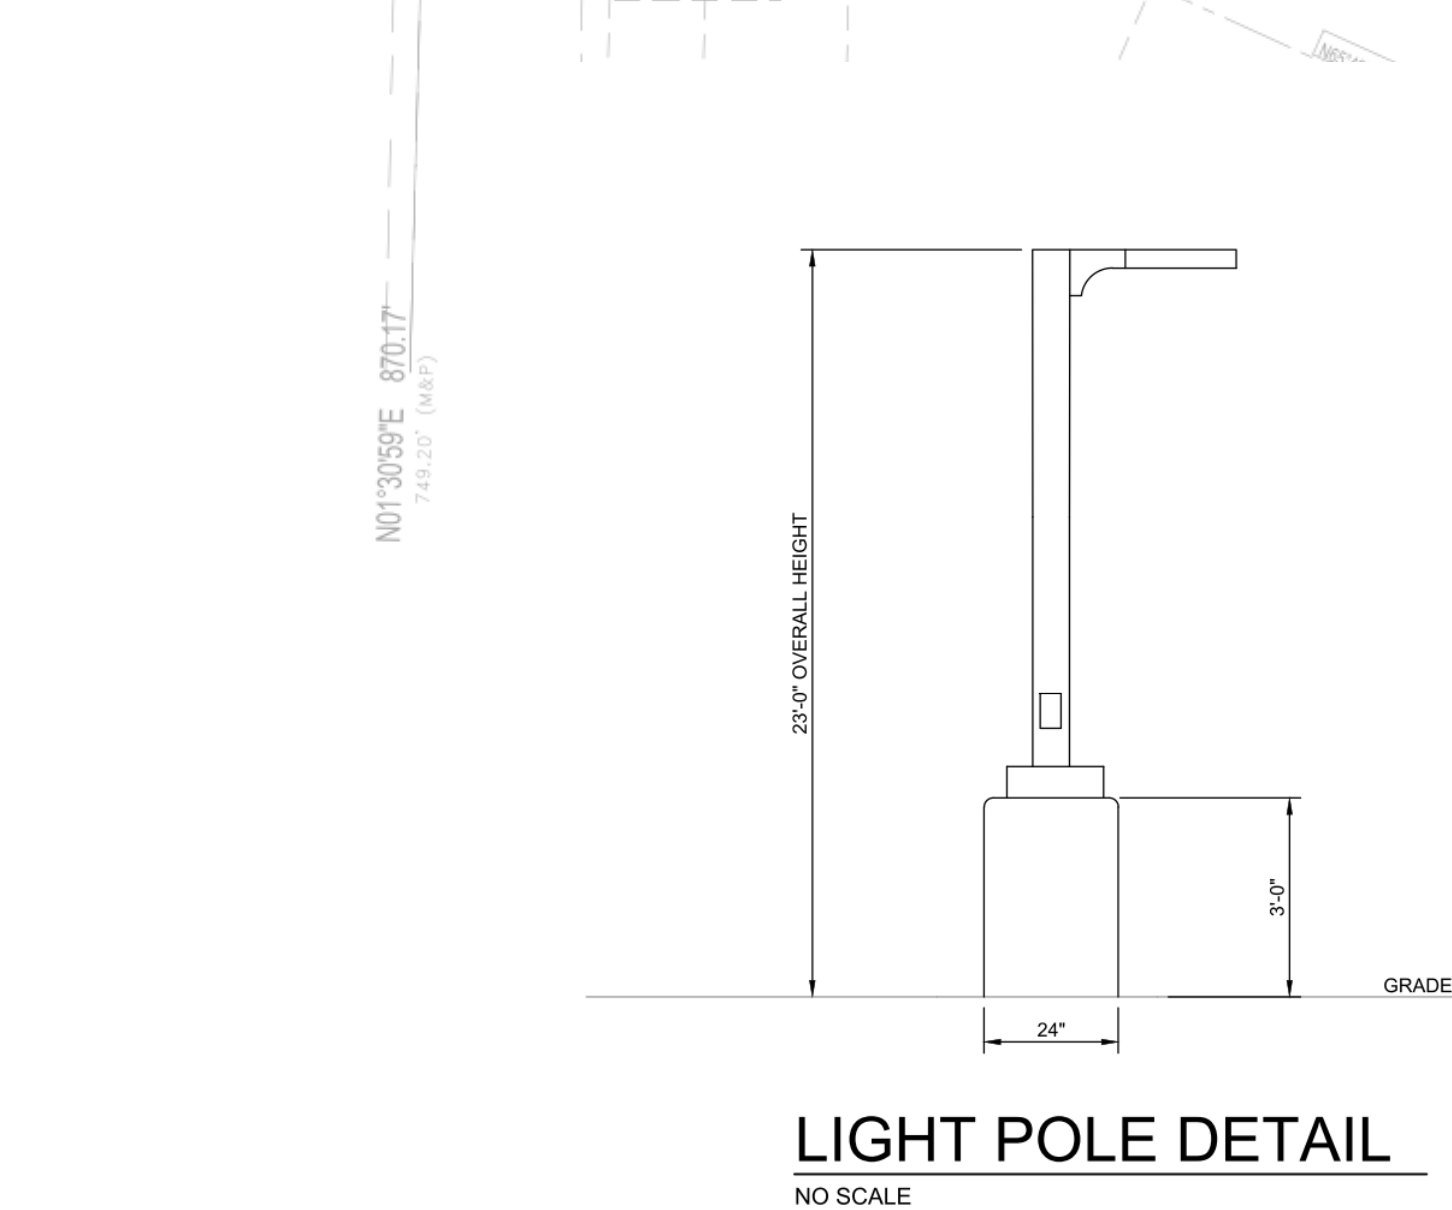 N01°30'59"E 870.17'
749.20' (M&P)
23'-0" OVERALL HEIGHT
3'-0"
GRADE
24"
LIGHT POLE DETAIL
NO SCALE